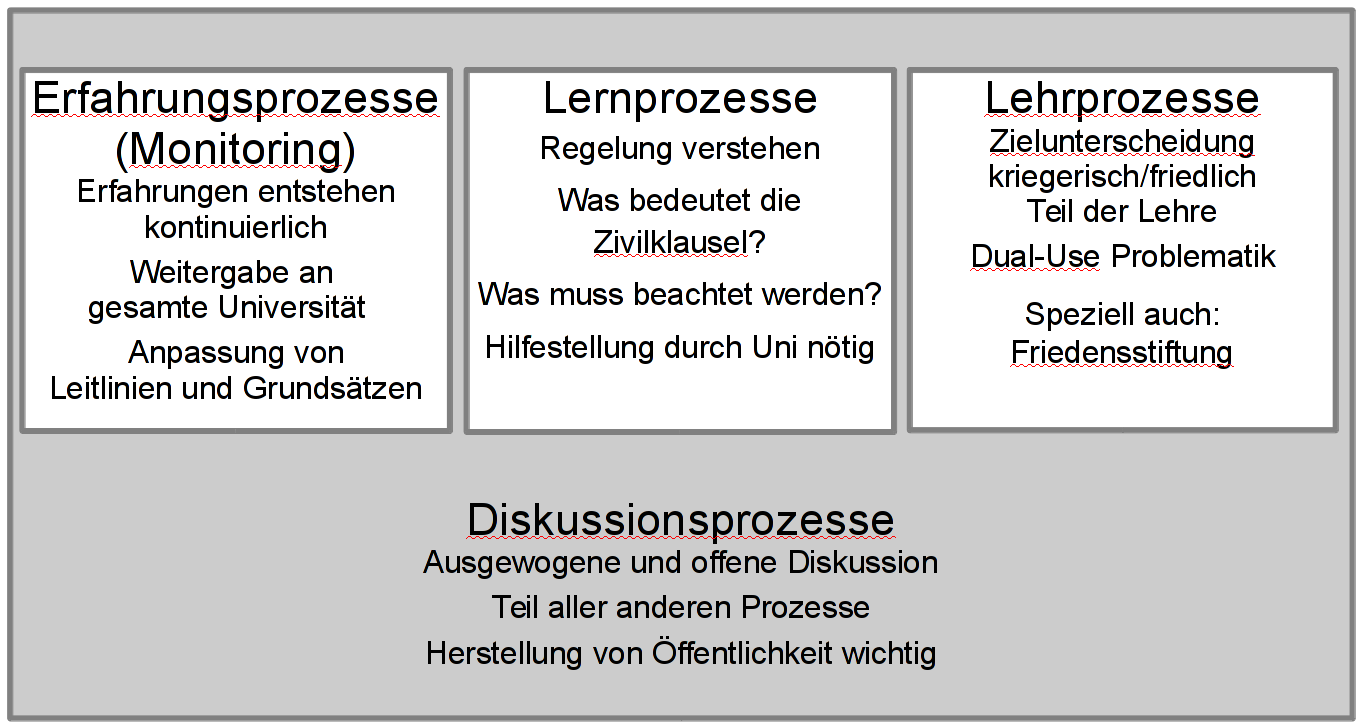 Erfahrungsprozesse
(Monitoring)
Erfahrungen entstehen
kontinuierlich
Weitergabe an
gesamte Universität
Anpassung von
Leitlinien und Grundsätzen
Lernprozesse
Regelung verstehen
Was bedeutet die
Zivilklausel?
Was muss beachtet werden?
Hilfestellung durch Uni nötig
Lehrprozesse
Zielunterscheidung
kriegerisch/friedlich
Teil der Lehre
Dual-Use Problematik
Speziell auch:
Friedensstiftung
Diskussionsprozesse
Ausgewogene und offene Diskussion
Teil aller anderen Prozesse
Herstellung von Öffentlichkeit wichtig